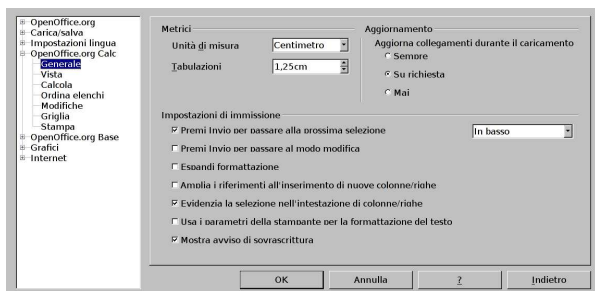 OpenOffice.org
Carica/salva
Impostazioni lingua
OpenOffice.org Calc
Generale
Vista
Calcola
Ordina elenchi
Modifiche
Griglia
Stampa
OpenOffice.org Base
Grafici
Internet
Metrici
Unità di misura Centimetro
Tabulazioni 1,25cm
Aggiornamento
Aggiorna collegamenti durante il caricamento
Sempre
Su richiesta
Mai
Impostazioni di immissione
Premi Invio per passare alla prossima selezione In basso
Premi Invio per passare al modo modifica
Espandi formattazione
Amplia i riferimenti all'inserimento di nuove colonne/righe
Evidenzia la selezione nell'intestazione di colonne/righe
Usa i parametri della stampante per la formattazione del testo
Mostra avviso di sovrascrittura
OK Annulla ? Indietro